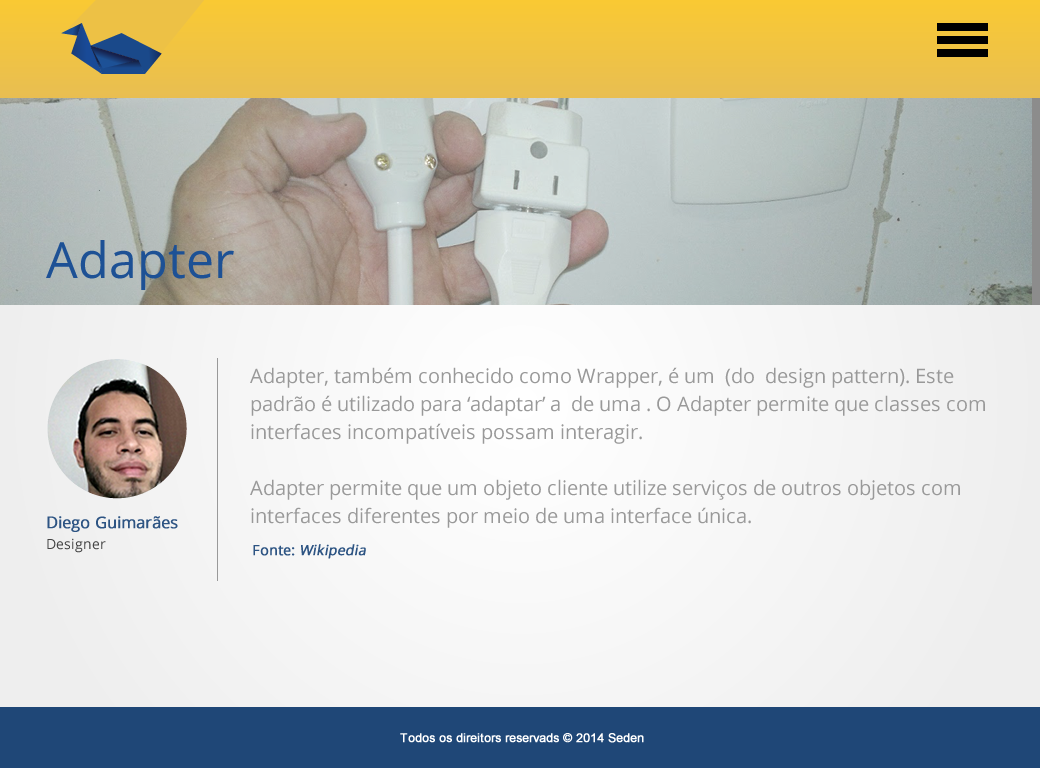 Adapter
Adapter, também conhecido como Wrapper, é um  (do  design pattern). Este
padrão é utilizado para ‘adaptar’ a  de uma . O Adapter permite que classes com
interfaces incompatíveis possam interagir.
Adapter permite que um objeto cliente utilize serviços de outros objetos com
interfaces diferentes por meio de uma interface única.
Fonte: Wikipedia
Diego Guimarães
Designer
Todos os direitors reservads © 2014 Seden